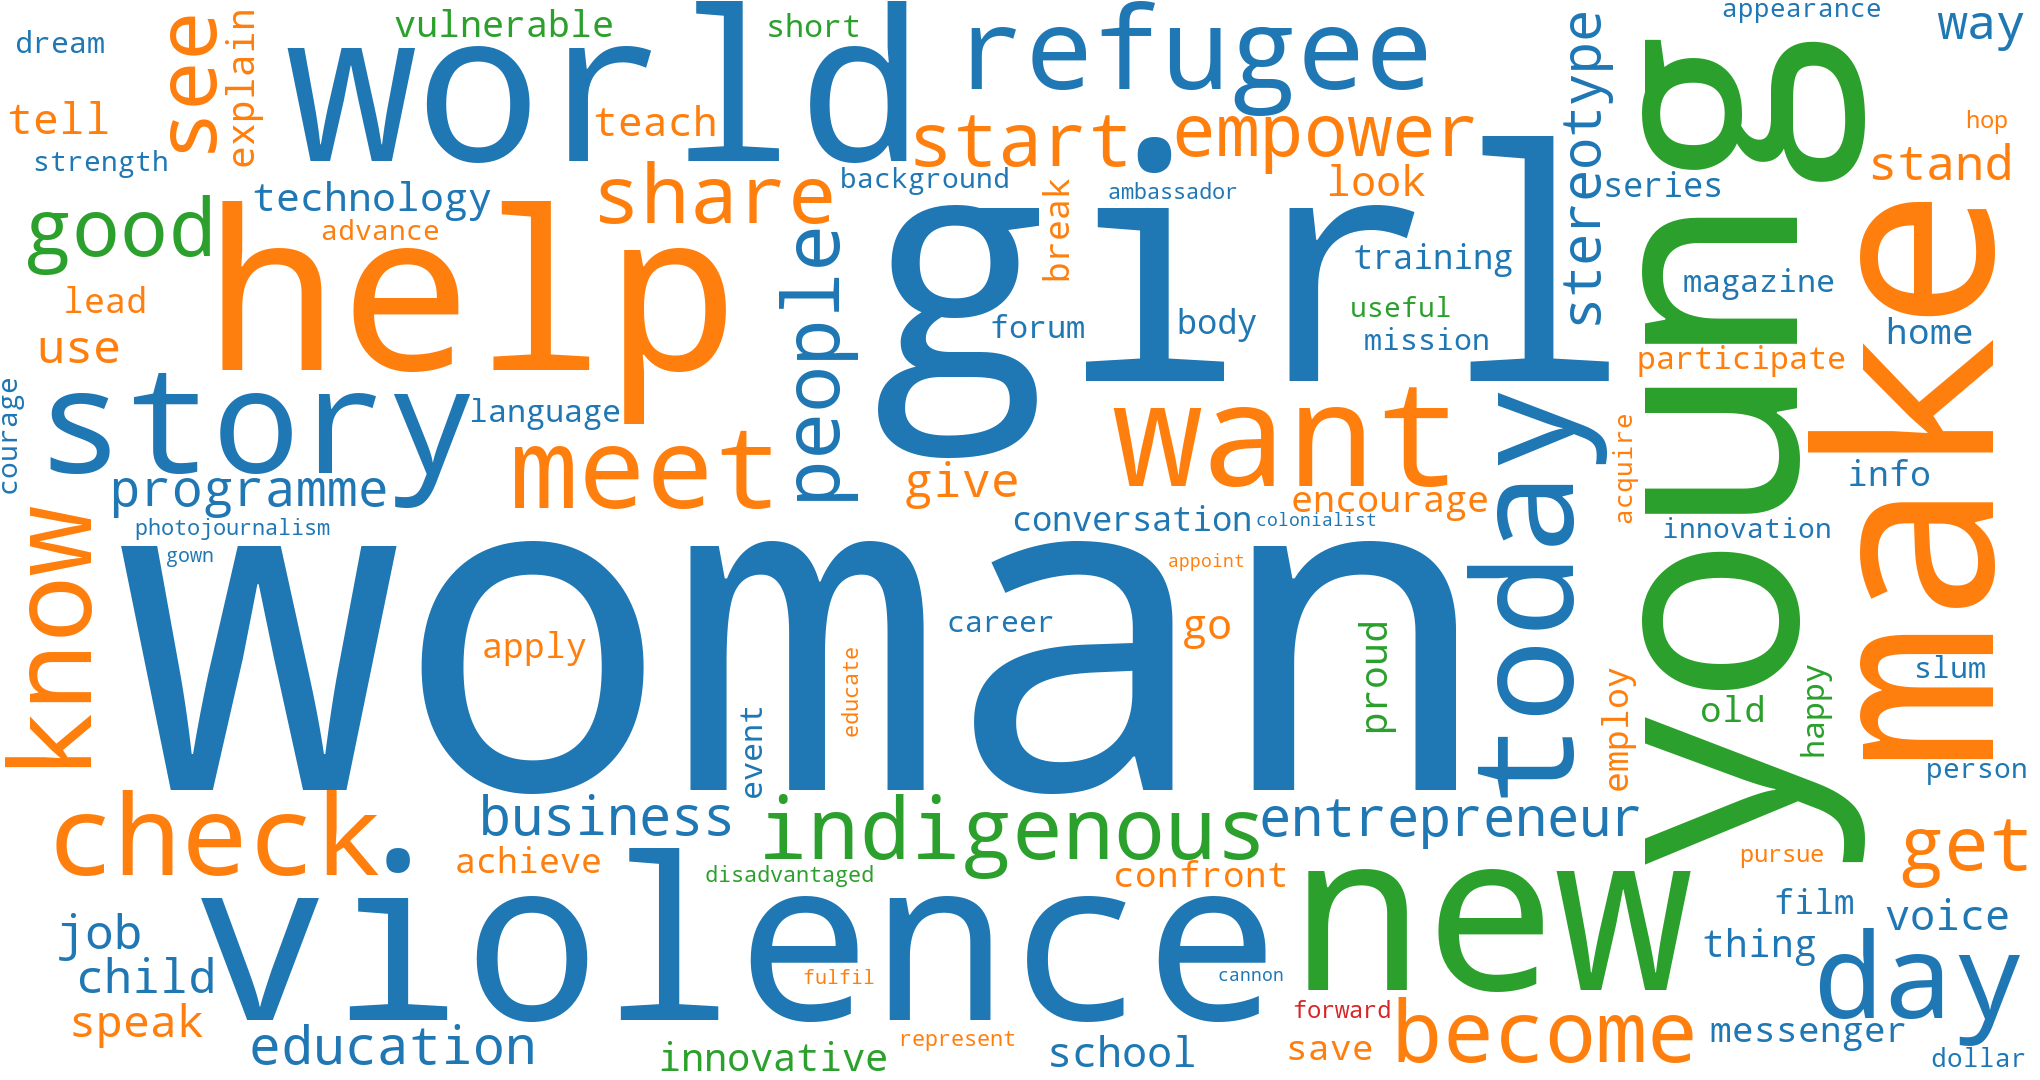 dream
vulnerable
short
appearance
way
see
explain
world
refugee
stereotype
young
tell
teach
start
empower
hop
strength
stand
technology
share
background
ambassador
break
look
series
good
advance
help
people
girl
training
magazine
make
lead
forum
body
useful
mission
home
use
participate
courage
story
language
meet
want
today
acquire
info
programme
give
encourage
know
photojournalism
conversation
colonialist
innovation
gown
woman
appoint
apply
educate
career
go
proud
employ
old
happy
slum
event
person
check
business
indigenous
entrepreneur
get
achieve
disadvantaged
confront
new
pursue
violence
film
voice
job
thing
day
child
fulfil
cannon
speak
forward
become
messenger
education
innovative
represent
school
save
dollar